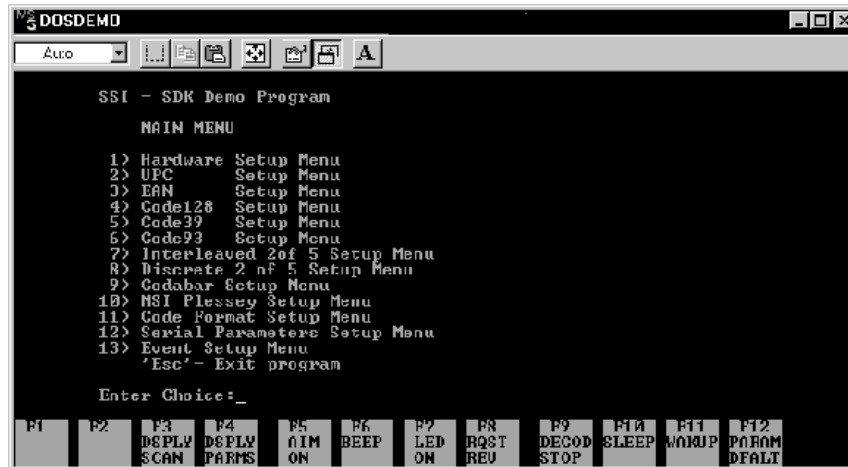 DOSDEMO
Auto
A
SSI - SDK Demo Program
MAIN MENU
1) Hardware Setup Menu
2) UPC Setup Menu
3) EAN Setup Menu
4) Code128 Setup Menu
5) Code39 Setup Menu
6) Code93 Setup Menu
7) Interleaved 2of 5 Setup Menu
8) Discrete 2 of 5 Setup Menu
9) Codabar Setup Menu
10) MSI Plessey Setup Menu
11) Code Format Setup Menu
12) Serial Parameters Setup Menu
13) Event Setup Menu
'Esc'- Exit program
Enter Choice:_
F1 F2 F3 F4 F5 F6 F7 F8 F9 F10 F11 F12
DSPLY DSPLY AIM BEEP LED RQST DECOD SLEEP WAKUP PARAM
SCAN PARMS ON ON REV STOP DFALT